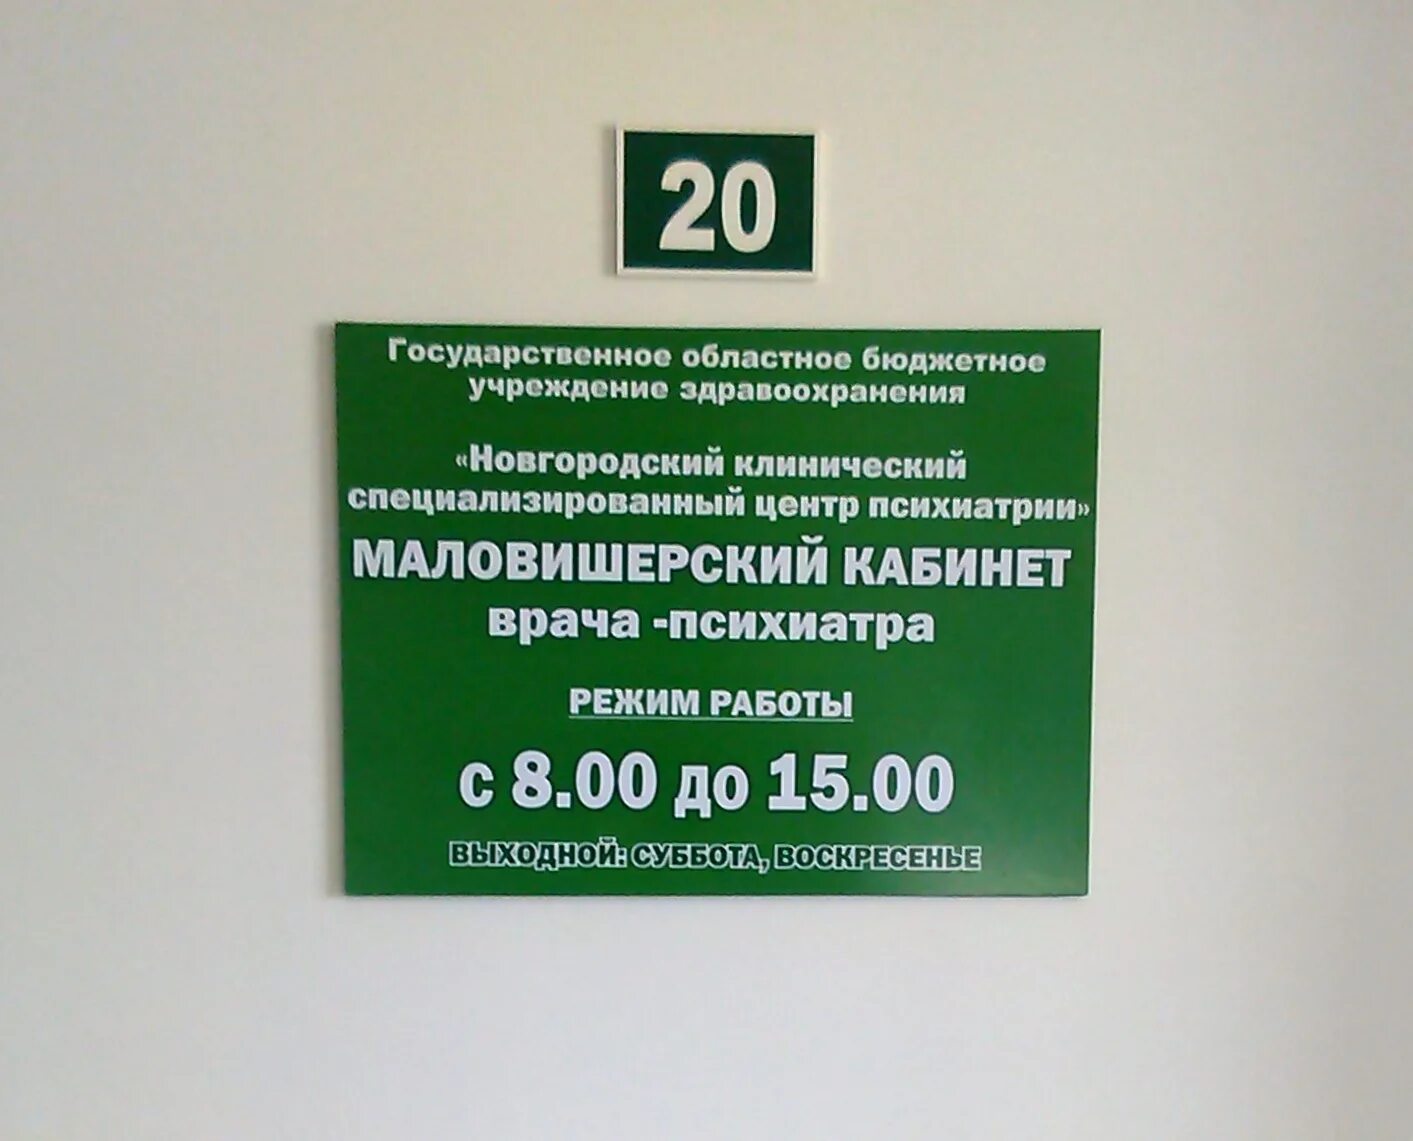 20
Государственное областное бюджетное
учреждение здравоохранения
«Новгородский клинический
специализированный центр психиатрии»
МАЛОВИШЕРСКИЙ КАБИНЕТ
врача -психиатра
РЕЖИМ РАБОТЫ
с 8.00 до 15.00
ВЫХОДНОЙ: СУББОТА, ВОСКРЕСЕНЬЕ